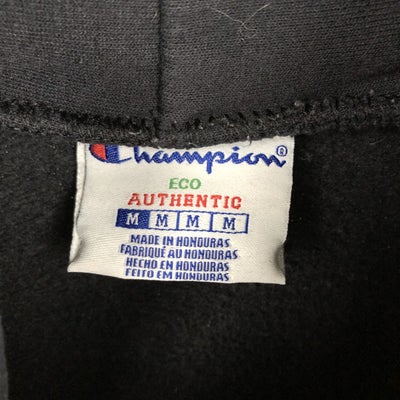 Champion®
ECO
AUTHENTIC
M M M M
MADE IN HONDURAS
FABRIQUÉ AU HONDURAS
HECHO EN HONDURAS
FEITO EM HONDURAS